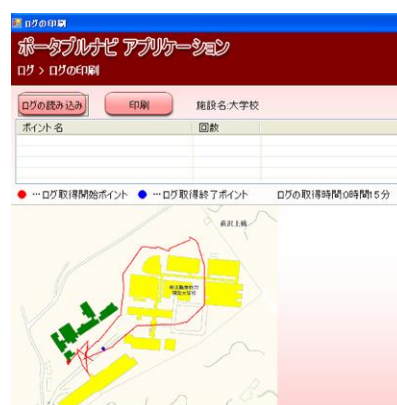 ログの印刷
ポータブルナビ アプリケーション
ログ > ログの印刷
ログの読み込み 印刷 施設名:大学校
ポイント名 回数
● …ログ取得開始ポイント ● …ログ取得終了ポイント ログの取得時間:0時間15分